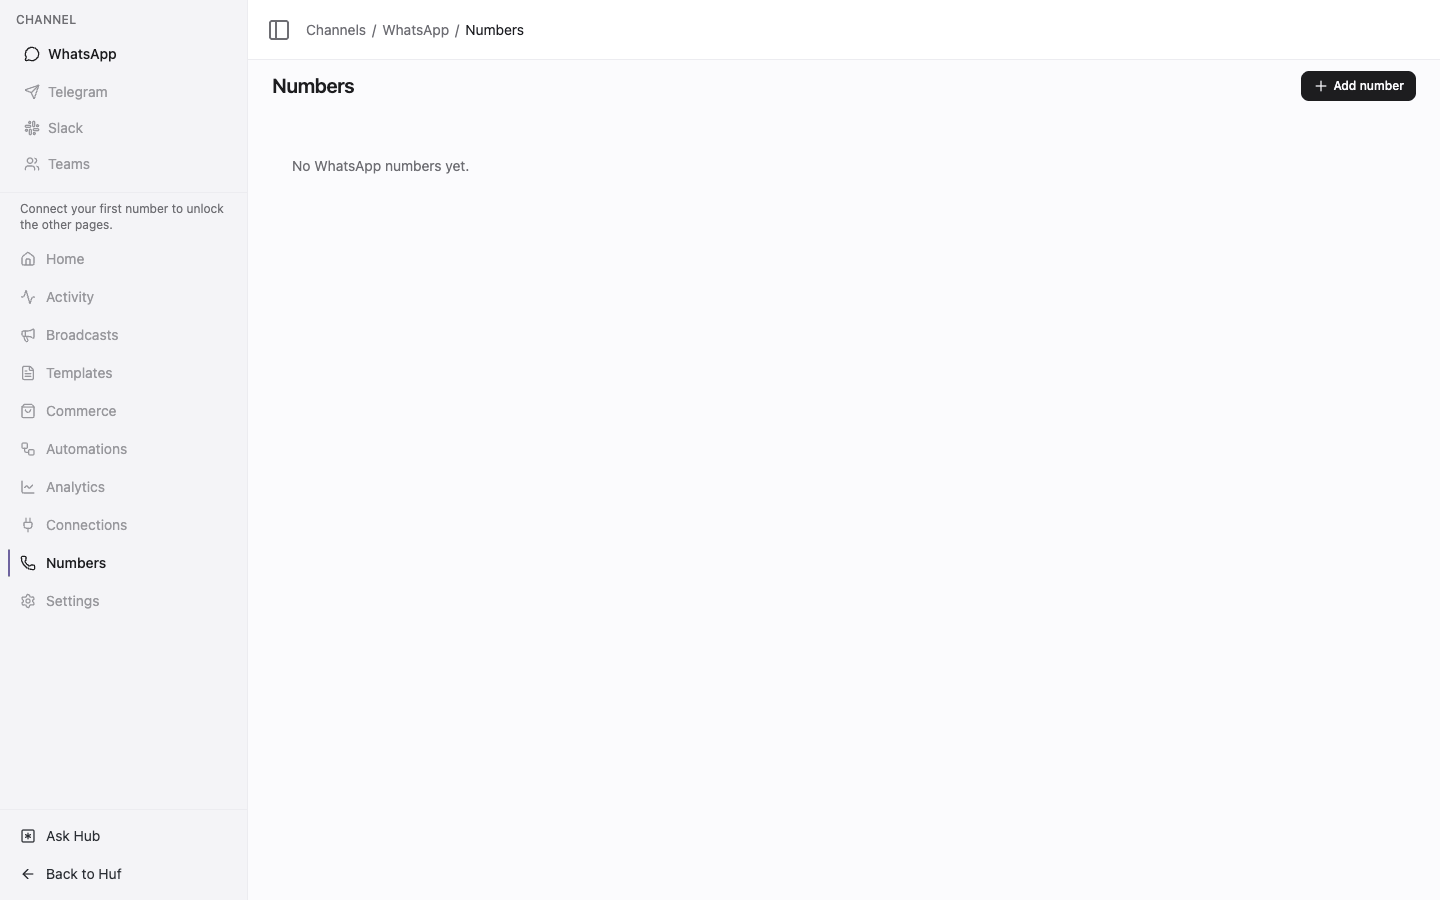 CHANNEL
WhatsApp
Telegram
Slack
Teams
Connect your first number to unlock
the other pages.
Home
Activity
Broadcasts
Templates
Commerce
Automations
Analytics
Connections
Numbers
Settings
Ask Hub
Back to Huf
Channels / WhatsApp / Numbers
Numbers
Add number
No WhatsApp numbers yet.